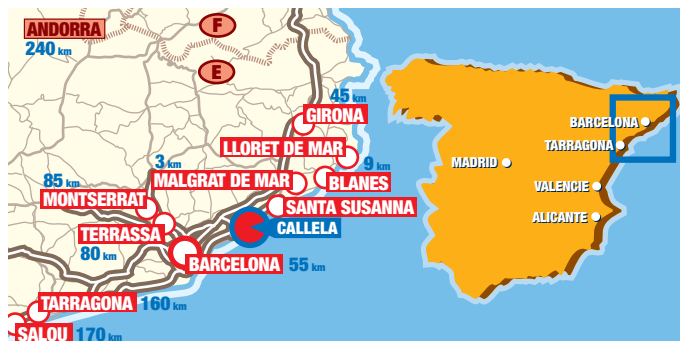 ANDORRA
240 km
F
E
45 km
GIRONA
LLORET DE MAR
3 km
9 km
MALGRAT DE MAR
BLANES
85 km
MONTSERRAT
SANTA SUSANNA
TERRASSA
CALLELA
80 km
BARCELONA
55 km
TARRAGONA
160 km
SALOU
170 km
BARCELONA
TARRAGONA
MADRID
VALENCIE
ALICANTE